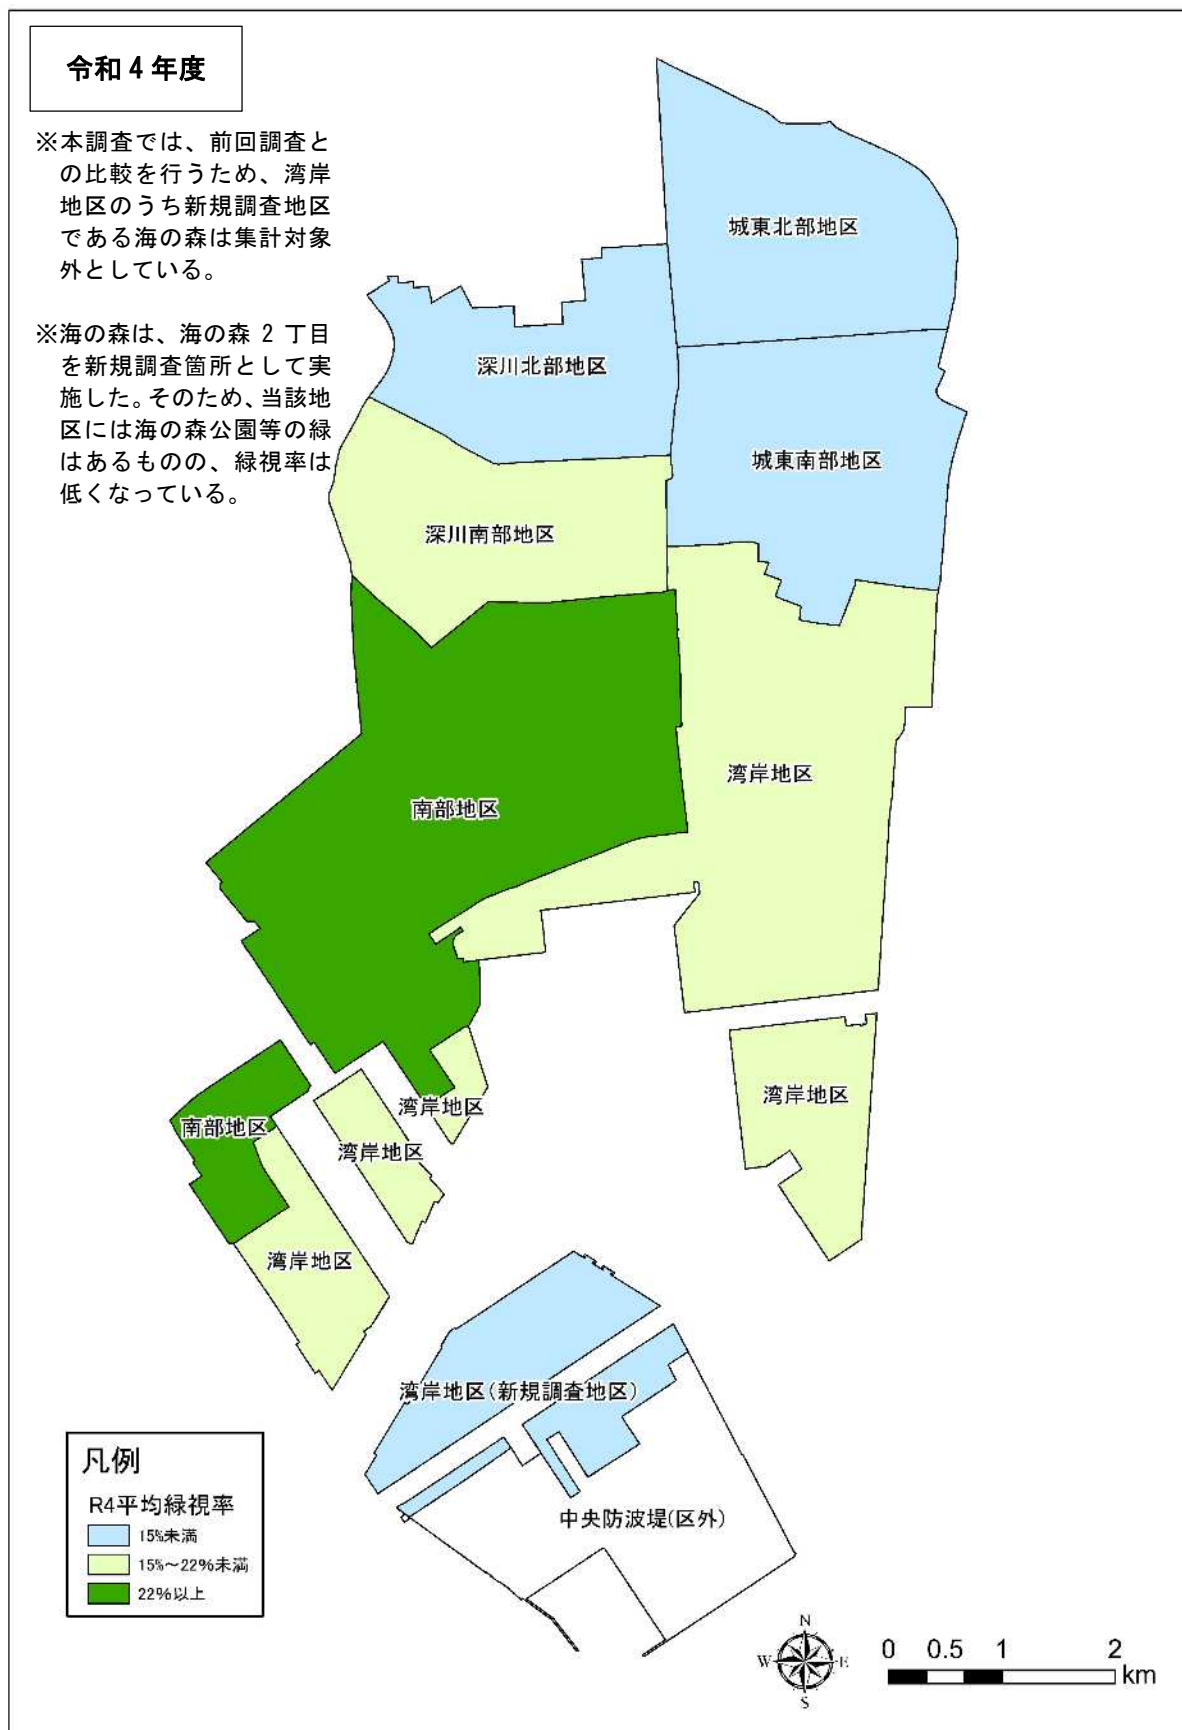 令和4年度
※本調査では、前回調査と
の比較を行うため、湾岸
地区のうち新規調査地区
である海の森は集計対象
外としている。
※海の森は、海の森 2 丁目
を新規調査箇所として実
施した。そのため、当該地
区には海の森公園等の緑
はあるものの、緑視率は
低くなっている。
城東北部地区
深川北部地区
城東南部地区
深川南部地区
湾岸地区
南部地区
湾岸地区
湾岸地区
南部地区
湾岸地区
湾岸地区
湾岸地区(新規調査地区)
中央防波堤(区外)
凡例
R4平均緑視率
15%未満
15%～22%未満
22%以上
N
W
E
S
0 0.5 1 2
km